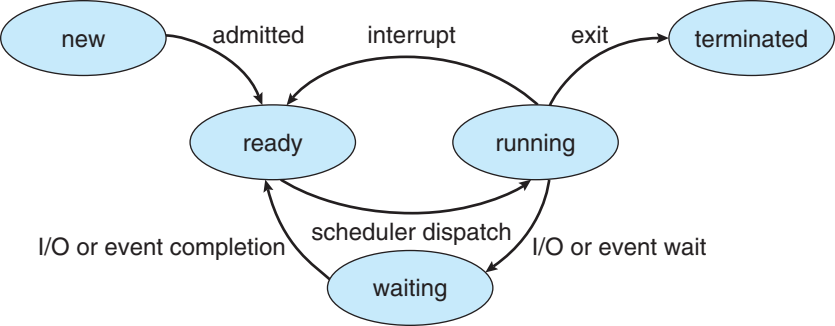 new
admitted
interrupt
exit
terminated
ready
running
I/O or event completion
scheduler dispatch
I/O or event wait
waiting